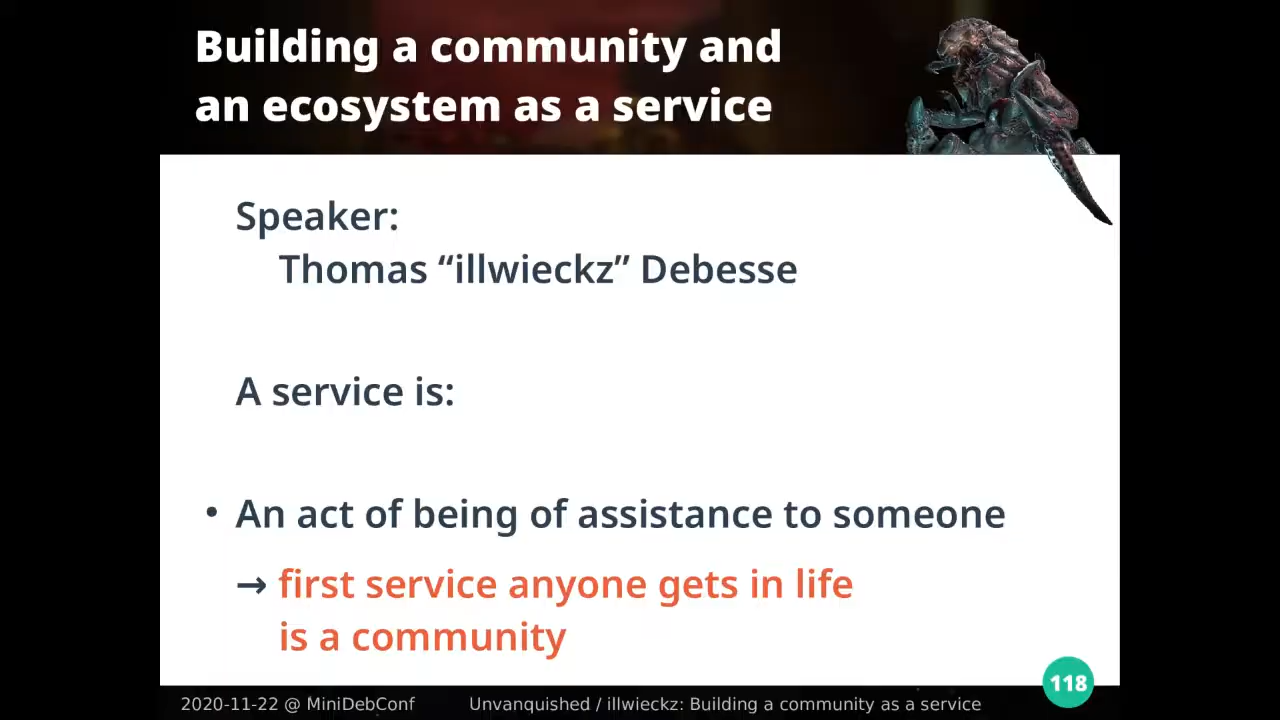 Building a community and
an ecosystem as a service
Speaker:
Thomas “illwieckz” Debesse
A service is:
• An act of being of assistance to someone
→ first service anyone gets in life
is a community
118
2020-11-22 @ MiniDebConf
Unvanquished / illwieckz: Building a community as a service